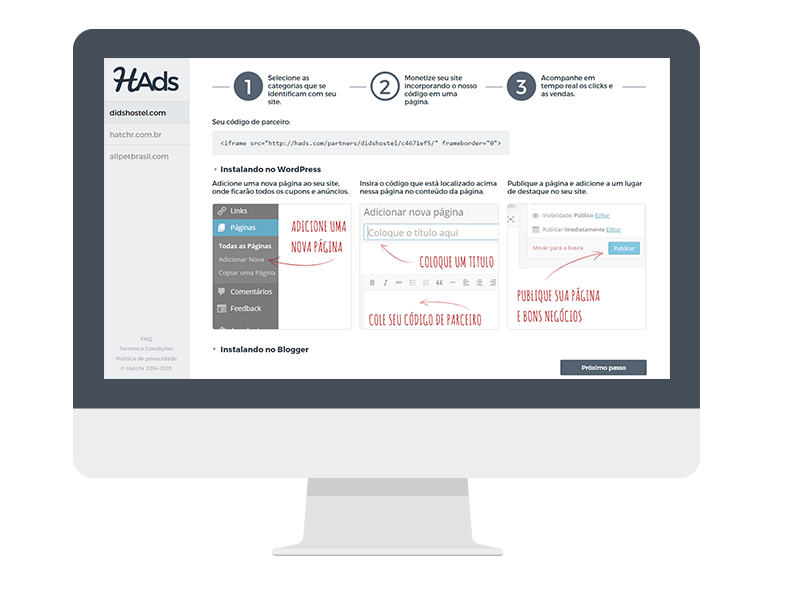 HAds
didshostel.com
hatchr.com.br
allpetbrasil.com
FAQ
Termos e Condições
Política de privacidade
© Hatchr 2014-2015
1
Selecione as
categorias que se
identificam com seu
site.
2
Monetize seu site
incorporando o nosso
código em uma
página.
3
Acompanhe em
tempo real os clicks e
as vendas.
Seu código de parceiro:
<iframe src="http://hads.com/partners/didshostel/c4671ef5/" frameborder="0">
Instalando no WordPress
Adicione uma nova página ao seu site,
onde ficarão todos os cupons e anúncios.
Links
Páginas
Todas as Páginas
Adicionar Nova
Copiar uma Página
Comentários
Feedback
ADICIONE UMA
NOVA PÁGINA
Insira o código que está localizado acima
nessa página no conteúdo da página.
Adicionar nova página
Coloque o título aqui
COLOQUE UM TITULO
B I
COLE SEU CÓDIGO DE PARCEIRO
Publique a página e adicione a um lugar
de destaque no seu site.
Visibilidade: Público Editar
Publicar imediatamente Editar
Mover para a lixeira
Publicar
PUBLIQUE SUA PÁGINA
E BONS NEGÓCIOS
Instalando no Blogger
Próximo passo